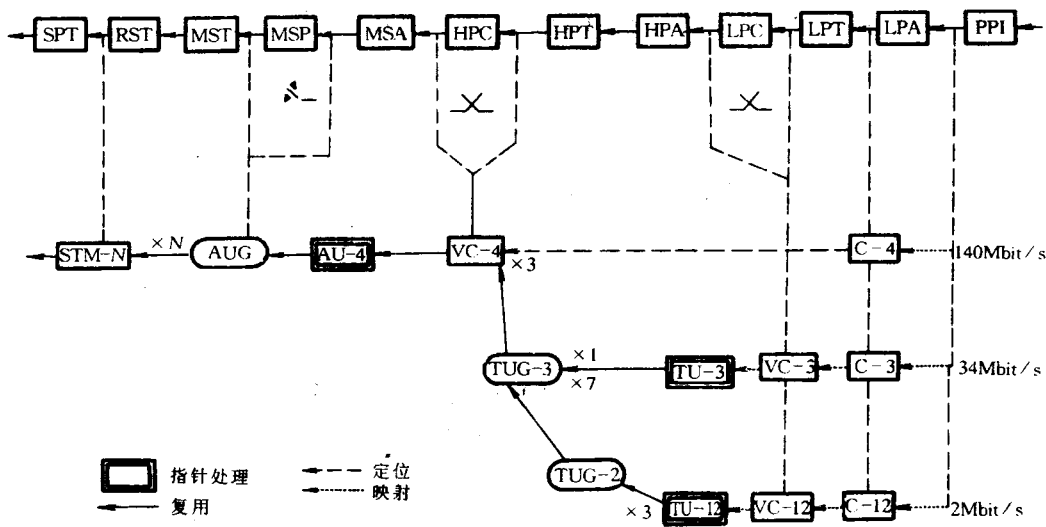 SPT RST MST MSP MSA HPC HPT HPA LPC LPT LPA PPI
STM-N ×N AUG AU-4 VC-4 ×3 C-4 140Mbit/s
TUG-3 ×1 ×7 TU-3 VC-3 C-3 34Mbit/s
TUG-2 ×3 TU-12 VC-12 C-12 2Mbit/s
指针处理 定位
复用 映射